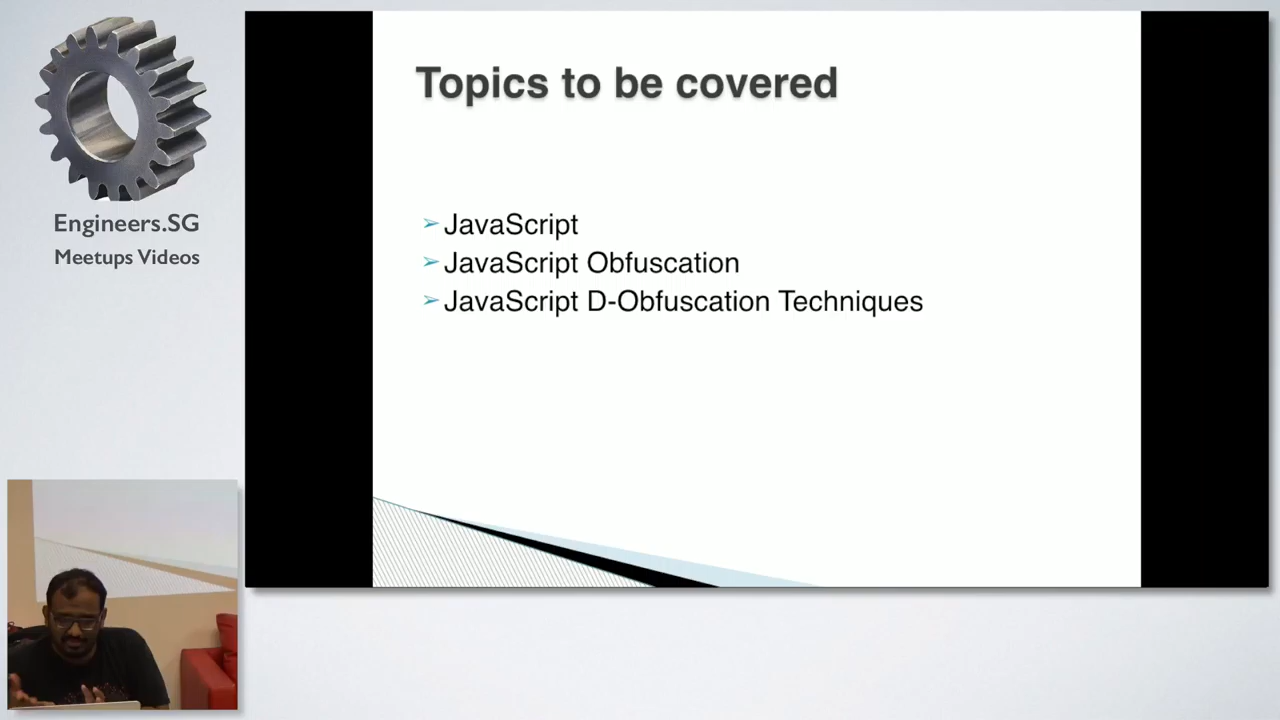 Engineers.SG
Meetups Videos
Topics to be covered
JavaScript
JavaScript Obfuscation
JavaScript D-Obfuscation Techniques